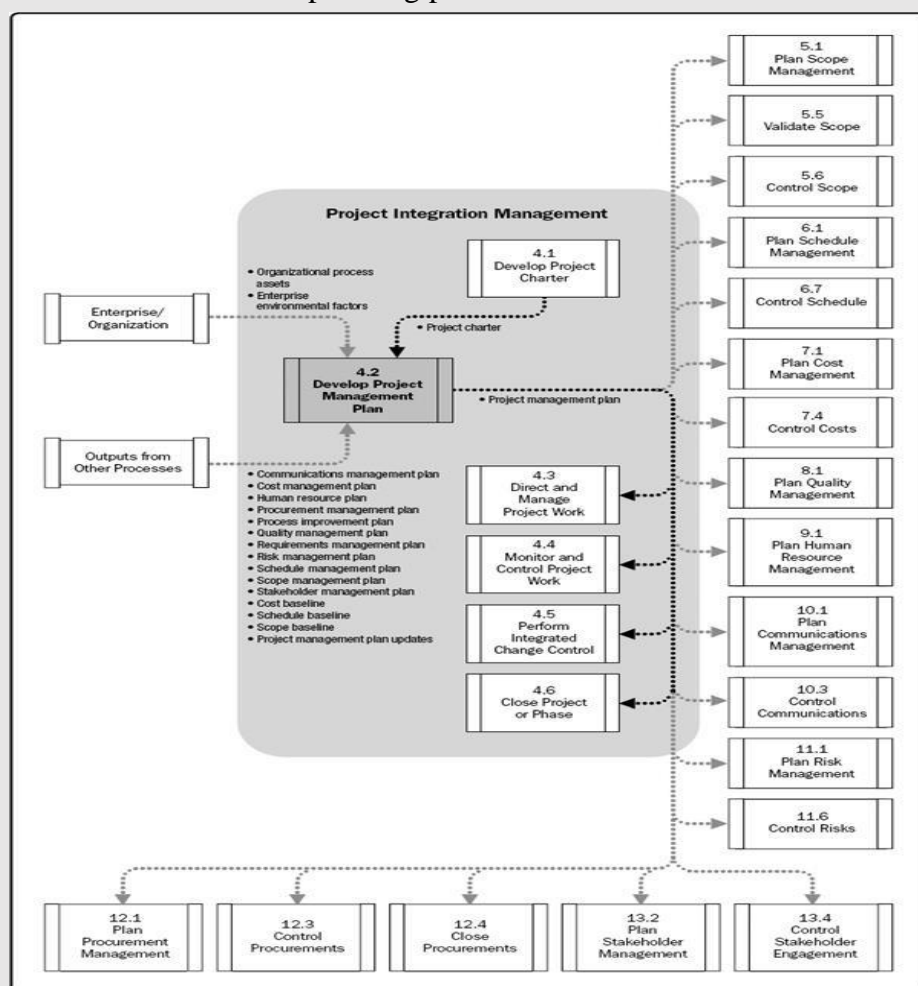 5.1
Plan Scope
Management
5.5
Validate Scope
5.6
Control Scope
Project Integration Management
6.1
Plan Schedule
Management
4.1
Develop Project
Charter
• Organizational process
assets
• Enterprise
environmental factors
6.7
Control Schedule
Enterprise/
Organization
• Project charter
7.1
Plan Cost
Management
4.2
Develop Project
Management
Plan
• Project management plan
7.4
Control Costs
Outputs from
Other Processes
• Communications management plan
• Cost management plan
• Human resource plan
• Procurement management plan
• Process improvement plan
• Quality management plan
• Requirements management plan
• Risk management plan
• Schedule management plan
• Scope management plan
• Stakeholder management plan
• Cost baseline
• Schedule baseline
• Scope baseline
• Project management plan updates
4.3
Direct and
Manage
Project Work
8.1
Plan Quality
Management
4.4
Monitor and
Control Project
Work
9.1
Plan Human
Resource
Management
4.5
Perform
Integrated
Change Control
10.1
Plan
Communications
Management
4.6
Close Project
or Phase
10.3
Control
Communications
11.1
Plan Risk
Management
11.6
Control Risks
12.1
Plan
Procurement
Management
12.3
Control
Procurements
12.4
Close
Procurements
13.2
Plan
Stakeholder
Management
13.4
Control
Stakeholder
Engagement